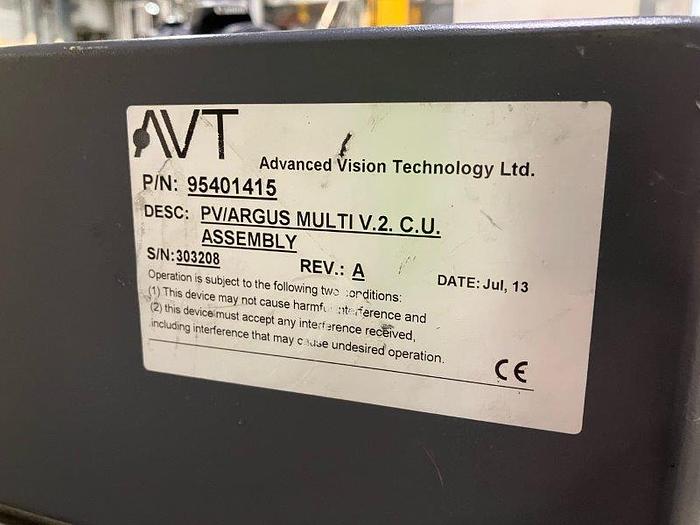 AVT
Advanced Vision Technology Ltd.
P/N: 95401415
DESC: PV/ARGUS MULTI V.2. C.U.
ASSEMBLY
S/N:303208 REV.: A DATE: Jul, 13
Operation is subject to the following two conditions:
(1) This device may not cause harmful interference and
(2) this device must accept any interference received,
including interference that may cause undesired operation.
CE